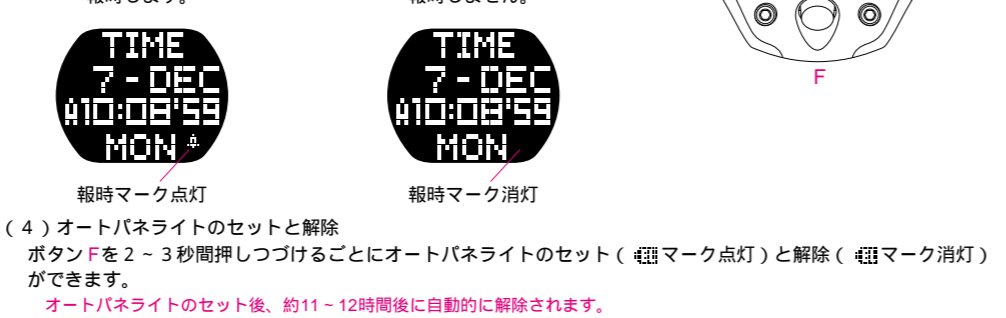 報時します。 報時しません。
TIME TIME
7-DEC 7-DEC
A10:08'59 A10:08'59
MON MON
F
報時マーク点灯 報時マーク消灯
(4)オートパネライトのセットと解除
ボタンFを2~3秒間押しつづけるごとにオートパネライトのセット(マーク点灯)と解除(マーク消灯)
ができます。
オートパネライトのセット後、約11~12時間後に自動的に解除されます。